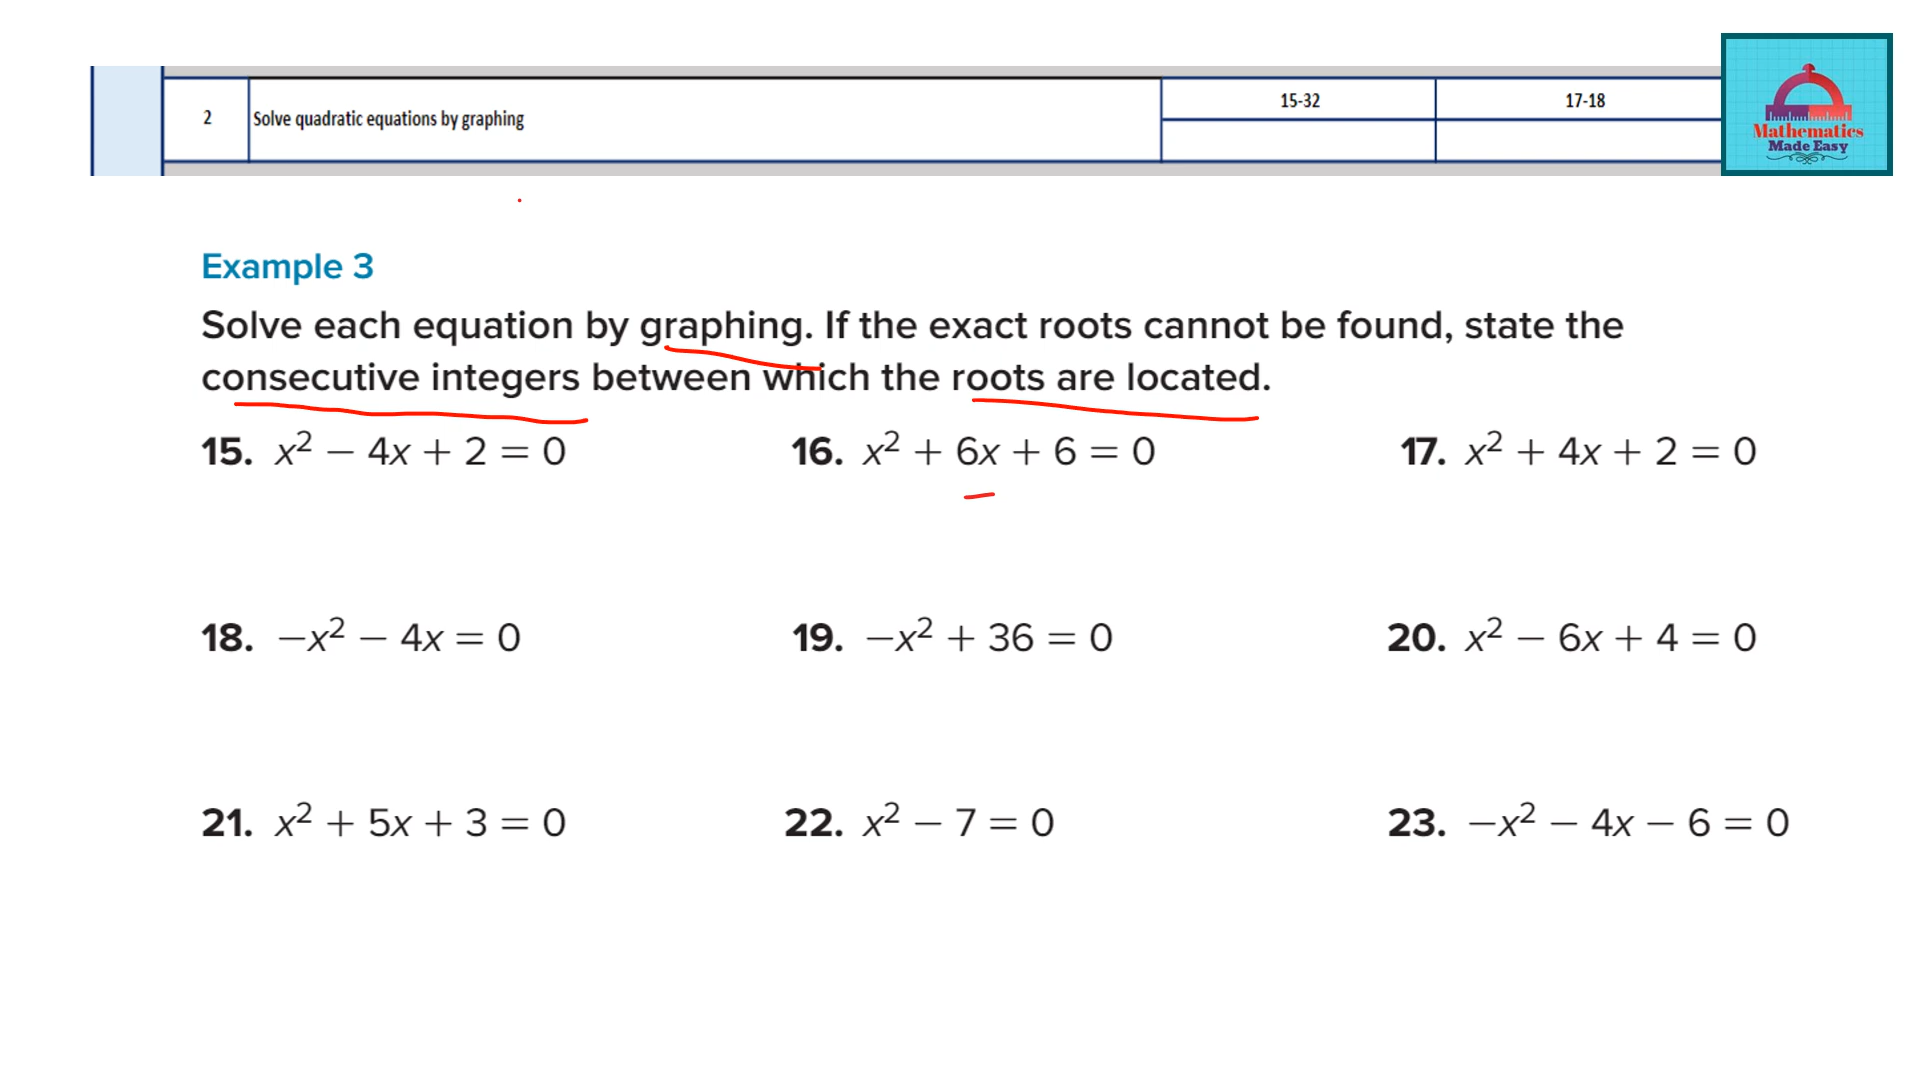 2
Solve quadratic equations by graphing
15-32
17-18
Mathematics
Made Easy
Example 3
Solve each equation by graphing. If the exact roots cannot be found, state the
consecutive integers between which the roots are located.
15. x² − 4x + 2 = 0
16. x² + 6x + 6 = 0
17. x² + 4x + 2 = 0
18. −x² − 4x = 0
19. −x² + 36 = 0
20. x² − 6x + 4 = 0
21. x² + 5x + 3 = 0
22. x² − 7 = 0
23. −x² − 4x − 6 = 0